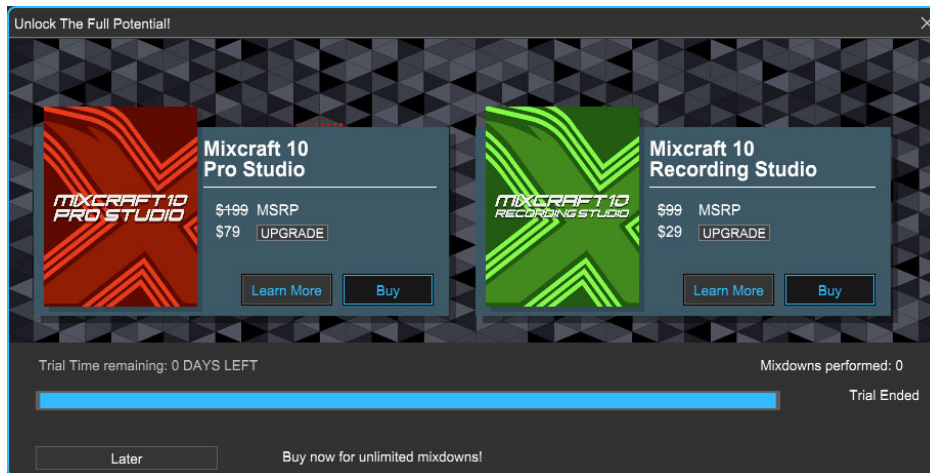 Unlock The Full Potential!
MIXCRAFT 10
PRO STUDIO
Mixcraft 10
Pro Studio
$199 MSRP
$79 UPGRADE
Learn More
Buy
MIXCRAFT 10
RECORDING STUDIO
Mixcraft 10
Recording Studio
$99 MSRP
$29 UPGRADE
Learn More
Buy
Trial Time remaining: 0 DAYS LEFT
Mixdowns performed: 0
Trial Ended
Later
Buy now for unlimited mixdowns!